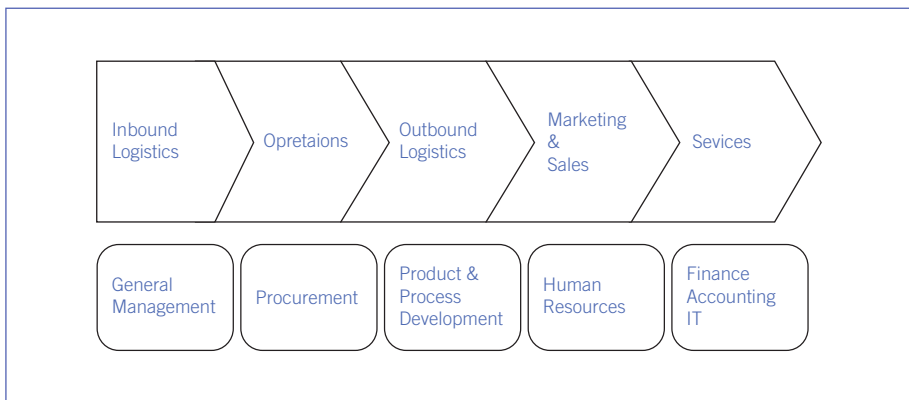 Inbound
Logistics
Opretaions
Outbound
Logistics
Marketing
&
Sales
Sevices
General
Management
Procurement
Product &
Process
Development
Human
Resources
Finance
Accounting
IT